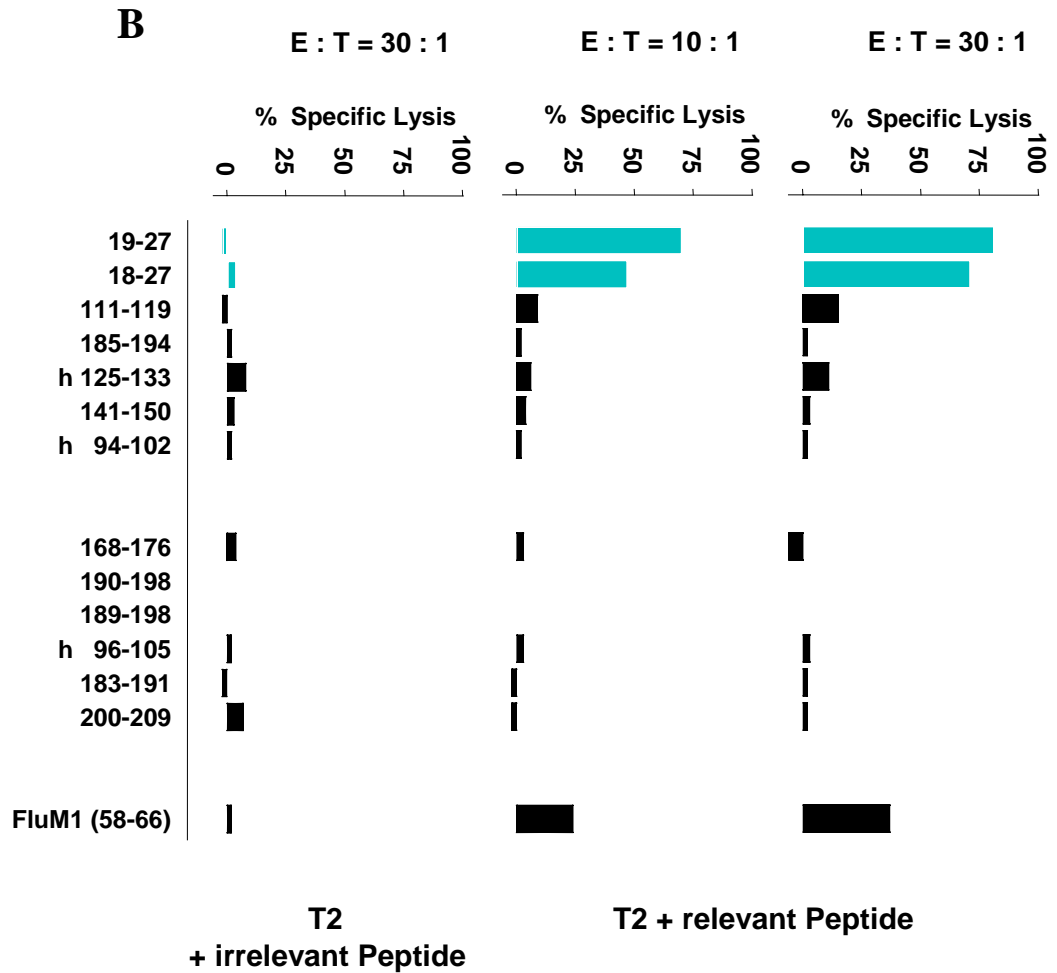 B
E : T = 30 : 1
E : T = 10 : 1
E : T = 30 : 1
% Specific Lysis
% Specific Lysis
% Specific Lysis
0 25 50 75 100
0 25 50 75 100
0 25 50 75 100
19-27
18-27
111-119
185-194
h 125-133
141-150
h 94-102
168-176
190-198
189-198
h 96-105
183-191
200-209
FluM1 (58-66)
T2
+ irrelevant Peptide
T2 + relevant Peptide